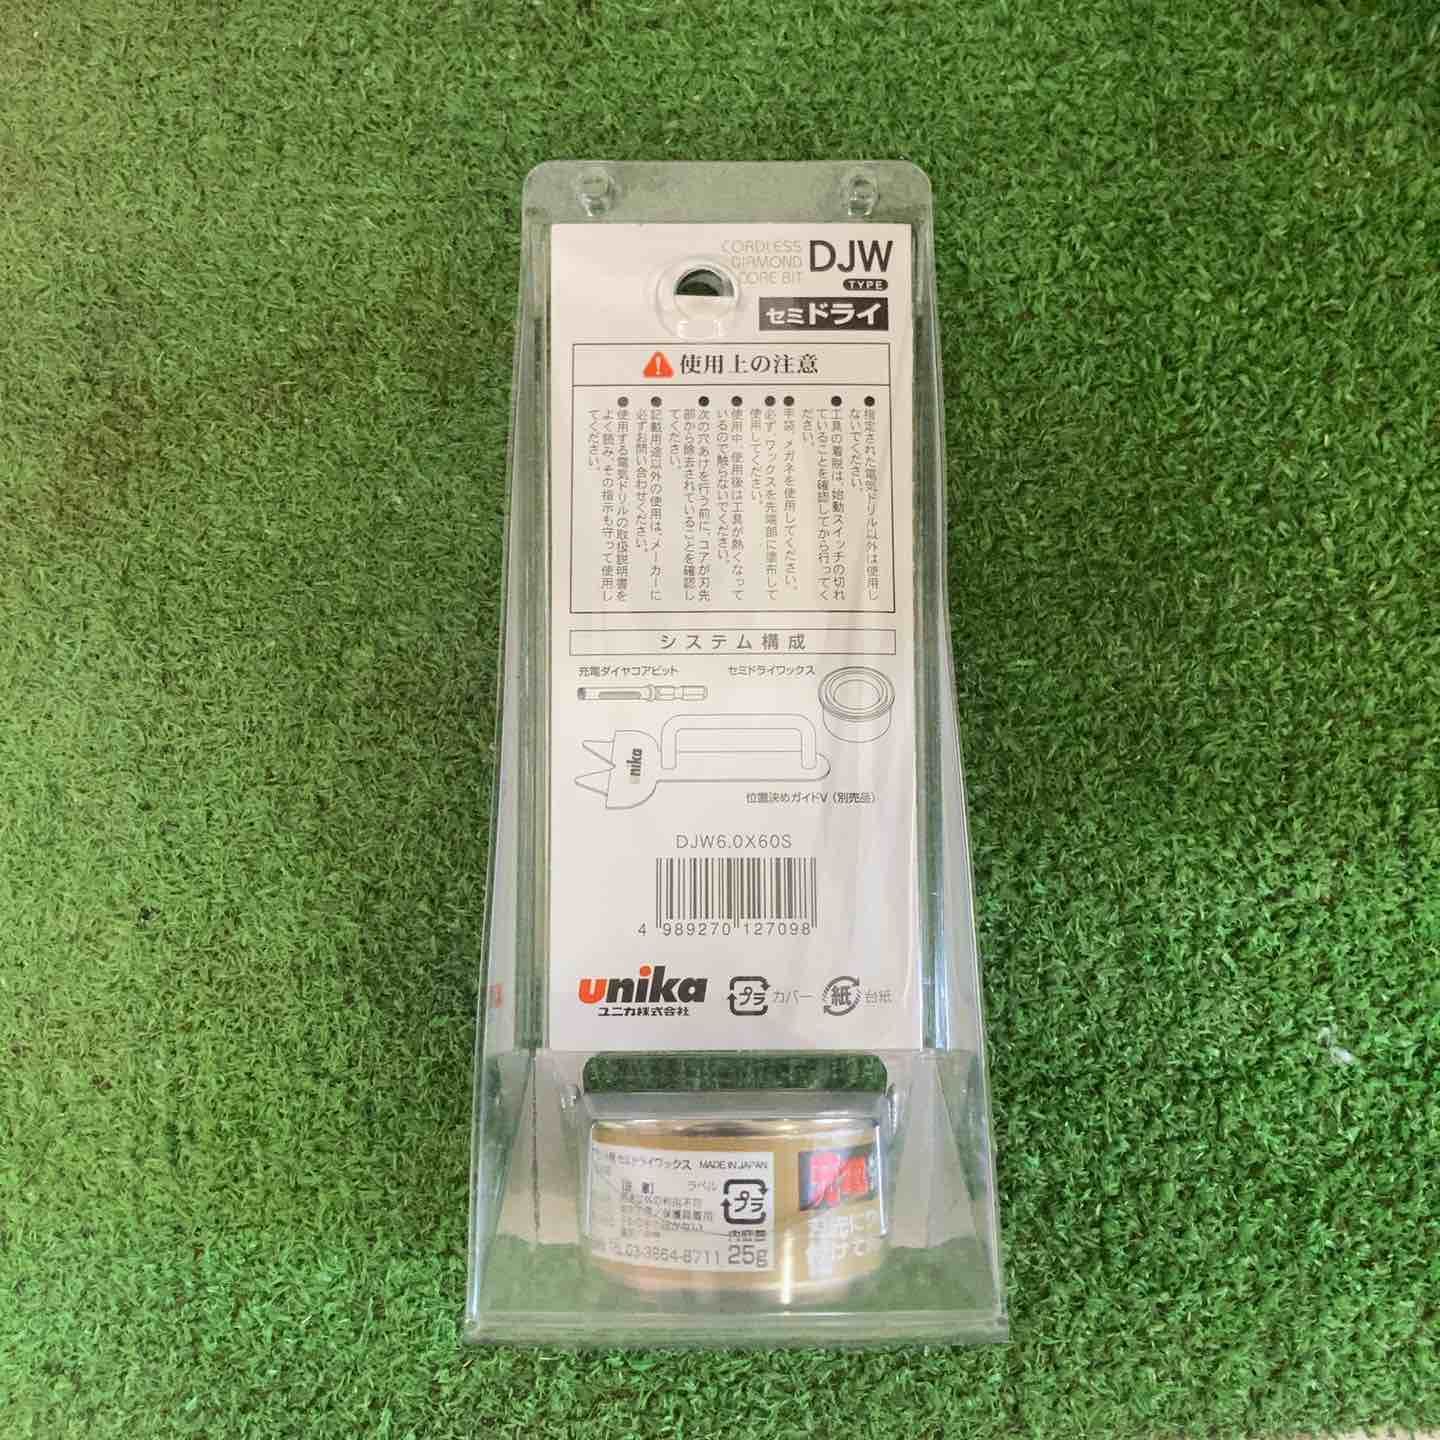 CORDLESS
DIAMOND
CORE BIT
DJW
TYPE
セミドライ
使用上の注意
●指定された電気ドリル以外は使用し
ないでください。
●工具の着脱は、始動スイッチの切れ
ていることを確認してから行ってく
ださい。
●手袋、メガネを使用してください。
●必ず、ワックスを先端部に塗布して
使用してください。
●使用中、使用後は工具が熱くなって
いるので触らないでください。
●次の穴あけを行う前に、コアが刃先
部から除去されていることを確認し
てください。
●記載用途以外の使用は、メーカーに
必ずお問い合わせください。
●使用する電気ドリルの取扱説明書を
よく読み、その指示も守って使用し
てください。
システム構成
充電ダイヤコアビット
セミドライワックス
unika
位置決めガイドV(別売品)
DJW6.0X60S
4 989270 127098
unika
ユニカ株式会社
プラ カバー
紙 台紙
セミドライワックス MADE IN JAPAN
ラベル
プラ
内容量
TEL 03-3864-8711 25g